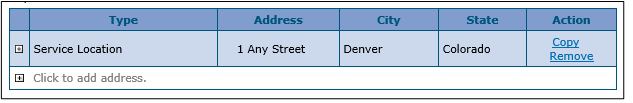 Type Address City State Action
Service Location 1 Any Street Denver Colorado Copy
Remove
Click to add address.